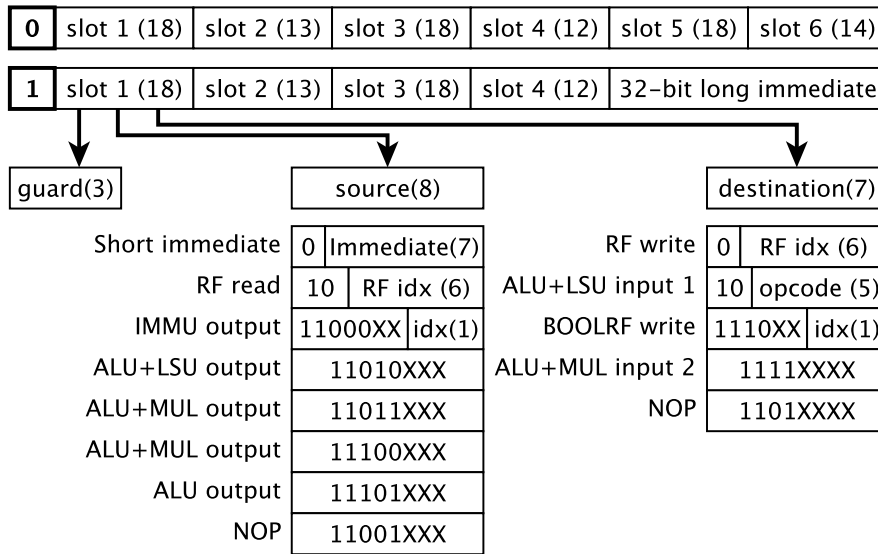 0 slot 1 (18) slot 2 (13) slot 3 (18) slot 4 (12) slot 5 (18) slot 6 (14)
1 slot 1 (18) slot 2 (13) slot 3 (18) slot 4 (12) 32-bit long immediate
guard(3) source(8) destination(7)
Short immediate 0 Immediate(7) RF write 0 RF idx (6)
RF read 10 RF idx (6) ALU+LSU input 1 10 opcode (5)
IMMU output 11000XX idx(1) BOOLRF write 1110XX idx(1)
ALU+LSU output 11010XXX ALU+MUL input 2 1111XXXX
ALU+MUL output 11011XXX NOP 1101XXXX
ALU+MUL output 11100XXX
ALU output 11101XXX
NOP 11001XXX